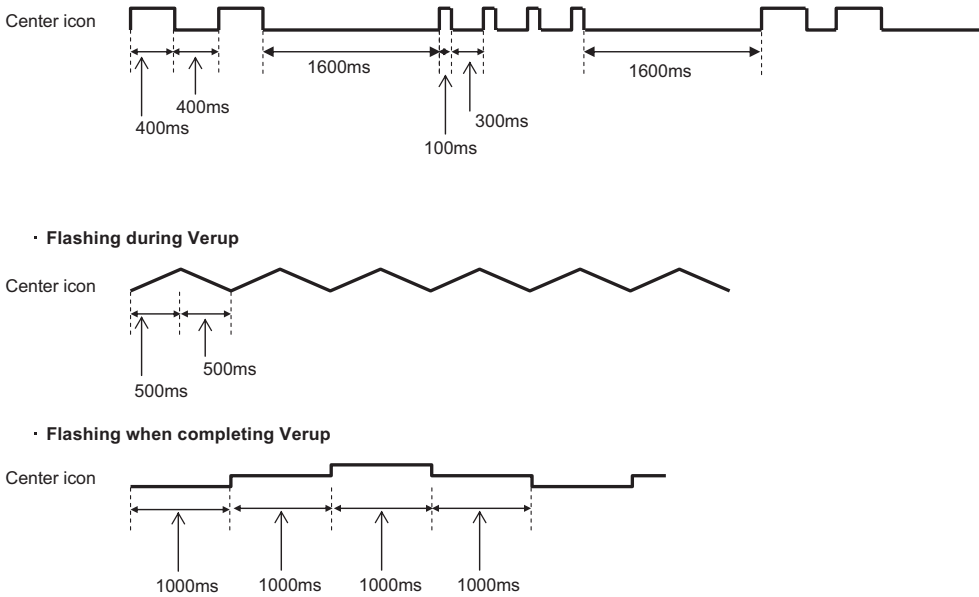 Center icon
1600ms
1600ms
400ms
300ms
400ms
100ms
· Flashing during Verup
Center icon
500ms
500ms
· Flashing when completing Verup
Center icon
1000ms 1000ms 1000ms 1000ms